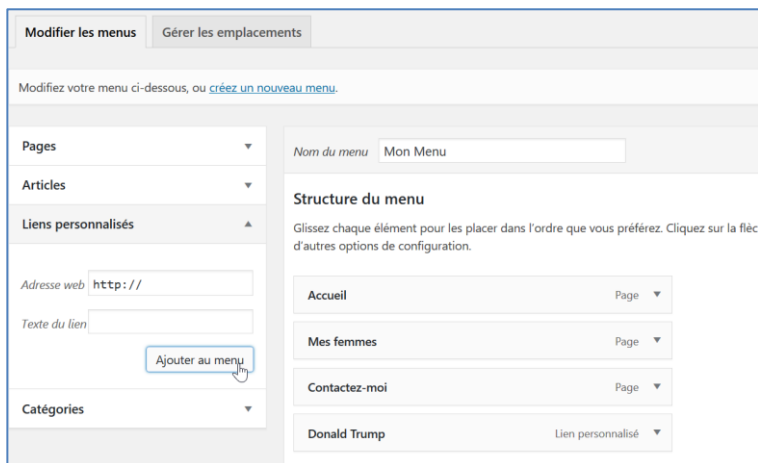 Modifier les menus
Gérer les emplacements
Modifiez votre menu ci-dessous, ou créez un nouveau menu.
Pages
Articles
Liens personnalisés
Adresse web http://
Texte du lien
Ajouter au menu
Catégories
Nom du menu Mon Menu
Structure du menu
Glissez chaque élément pour les placer dans l'ordre que vous préférez. Cliquez sur la
d'autres options de configuration.
Accueil Page
Mes femmes Page
Contactez-moi Page
Donald Trump Lien personnalisé